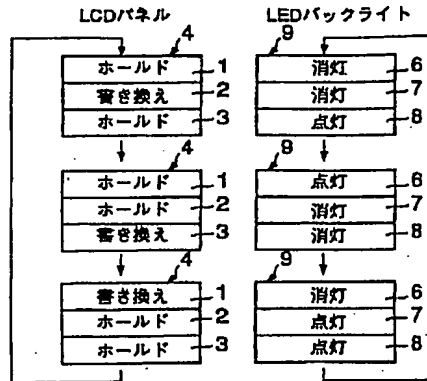 LCDパネル LEDバックライト
4 9
ホールド 1 消灯 6
書き換え 2 消灯 7
ホールド 3 点灯 8
4 9
ホールド 1 点灯 6
ホールド 2 消灯 7
書き換え 3 消灯 8
4 9
書き換え 1 消灯 6
ホールド 2 点灯 7
ホールド 3 点灯 8